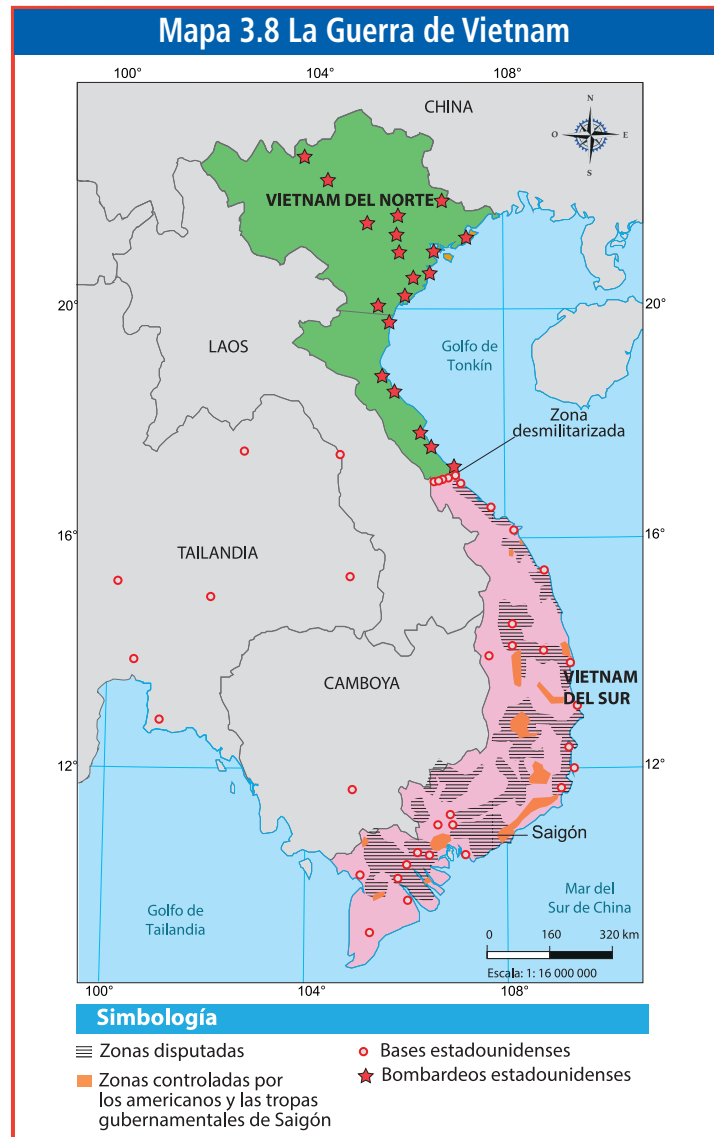 Mapa 3.8 La Guerra de Vietnam
100° 104° 108°
CHINA
N
O E
S
VIETNAM DEL NORTE
20° 20°
LAOS
Golfo de
Tonkín
Zona
desmilitarizada
16° 16°
TAILANDIA
CAMBOYA
VIETNAM
DEL SUR
12° 12°
Saigón
Golfo de
Tailandia
Mar del
Sur de China
0 160 320 km
Escala: 1: 16 000 000
100° 104° 108°
Simbología
Zonas disputadas
Zonas controladas por
los americanos y las tropas
gubernamentales de Saigón
Bases estadounidenses
Bombardeos estadounidenses